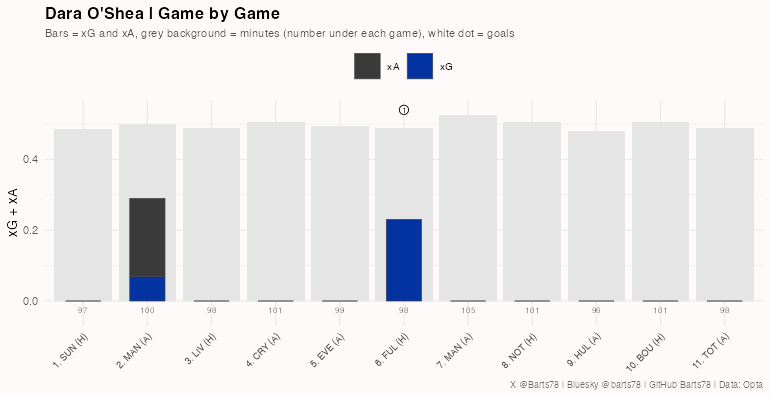 Dara O'Shea | Game by Game
Bars = xG and xA, grey background = minutes (number under each game), white dot = goals
xA xG
1
xG + xA
0.4
0.2
0.0
97 100 98 101 99 98 105 101 96 101 98
1. SUN (H) 2. MAN (A) 3. LIV (H) 4. CRY (A) 5. EVE (A) 6. FUL (H) 7. MAN (A) 8. NOT (H) 9. HUL (A) 10. BOU (H) 11. TOT (A)
X @Barts78 | Bluesky @barts78 | GitHub Barts78 | Data: Opta